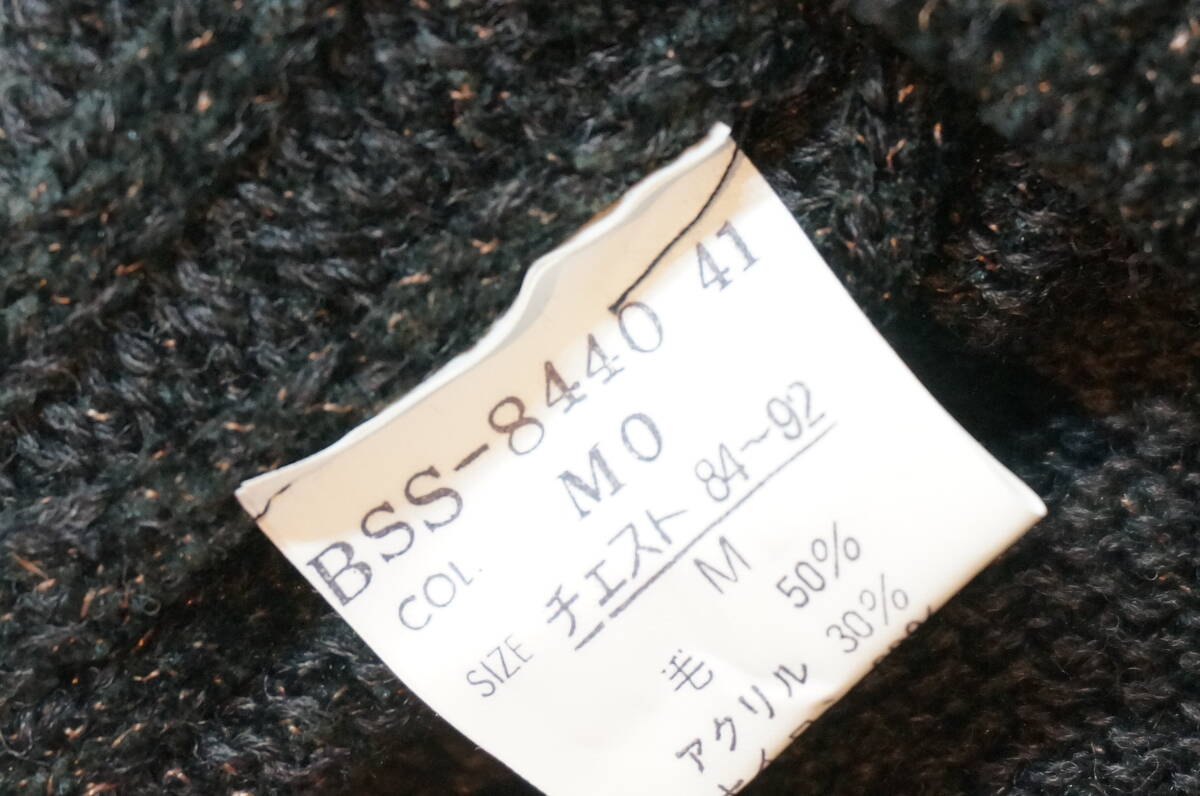 BSS-8440 41
COL. MO
SIZE チェスト 84~92
M
毛 50%
アクリル 30%